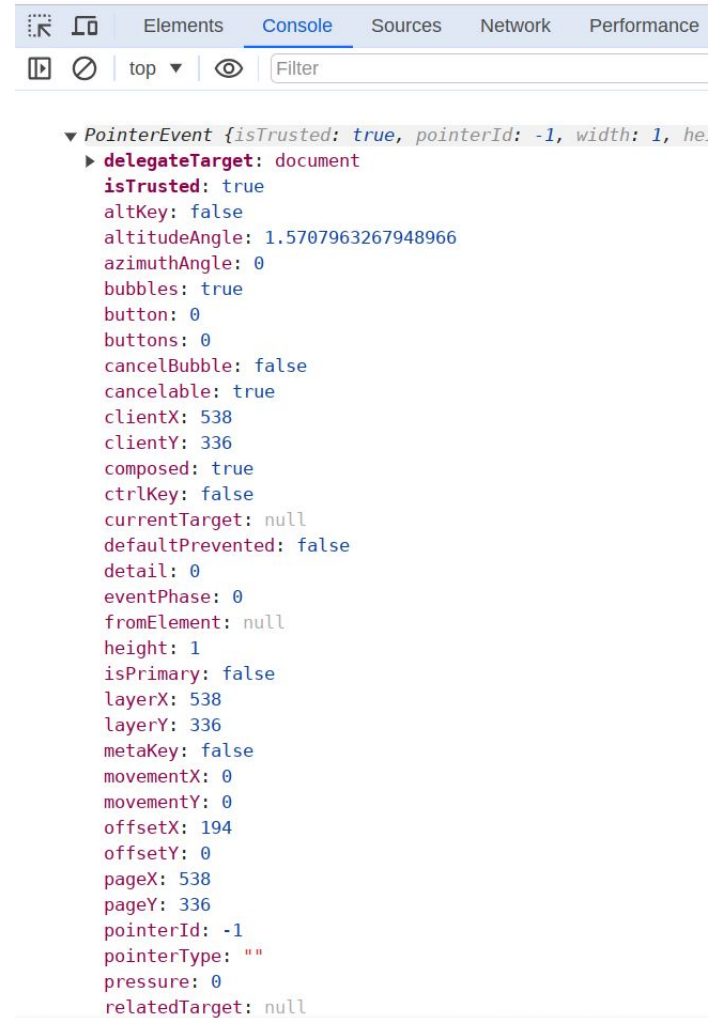 Elements Console Sources Network Performance
top Filter
PointerEvent {isTrusted: true, pointerId: -1, width: 1, hei
delegateTarget: document
isTrusted: true
altKey: false
altitudeAngle: 1.5707963267948966
azimuthAngle: 0
bubbles: true
button: 0
buttons: 0
cancelBubble: false
cancelable: true
clientX: 538
clientY: 336
composed: true
ctrlKey: false
currentTarget: null
defaultPrevented: false
detail: 0
eventPhase: 0
fromElement: null
height: 1
isPrimary: false
layerX: 538
layerY: 336
metaKey: false
movementX: 0
movementY: 0
offsetX: 194
offsetY: 0
pageX: 538
pageY: 336
pointerId: -1
pointerType: ""
pressure: 0
relatedTarget: null